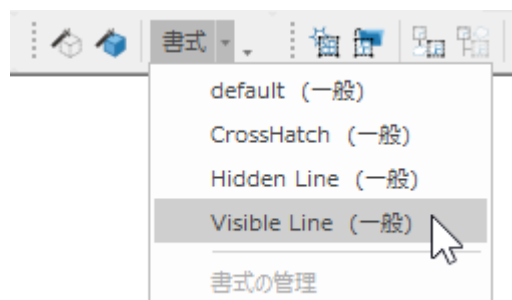 書式
default (一般)
CrossHatch (一般)
Hidden Line (一般)
Visible Line (一般)
書式の管理